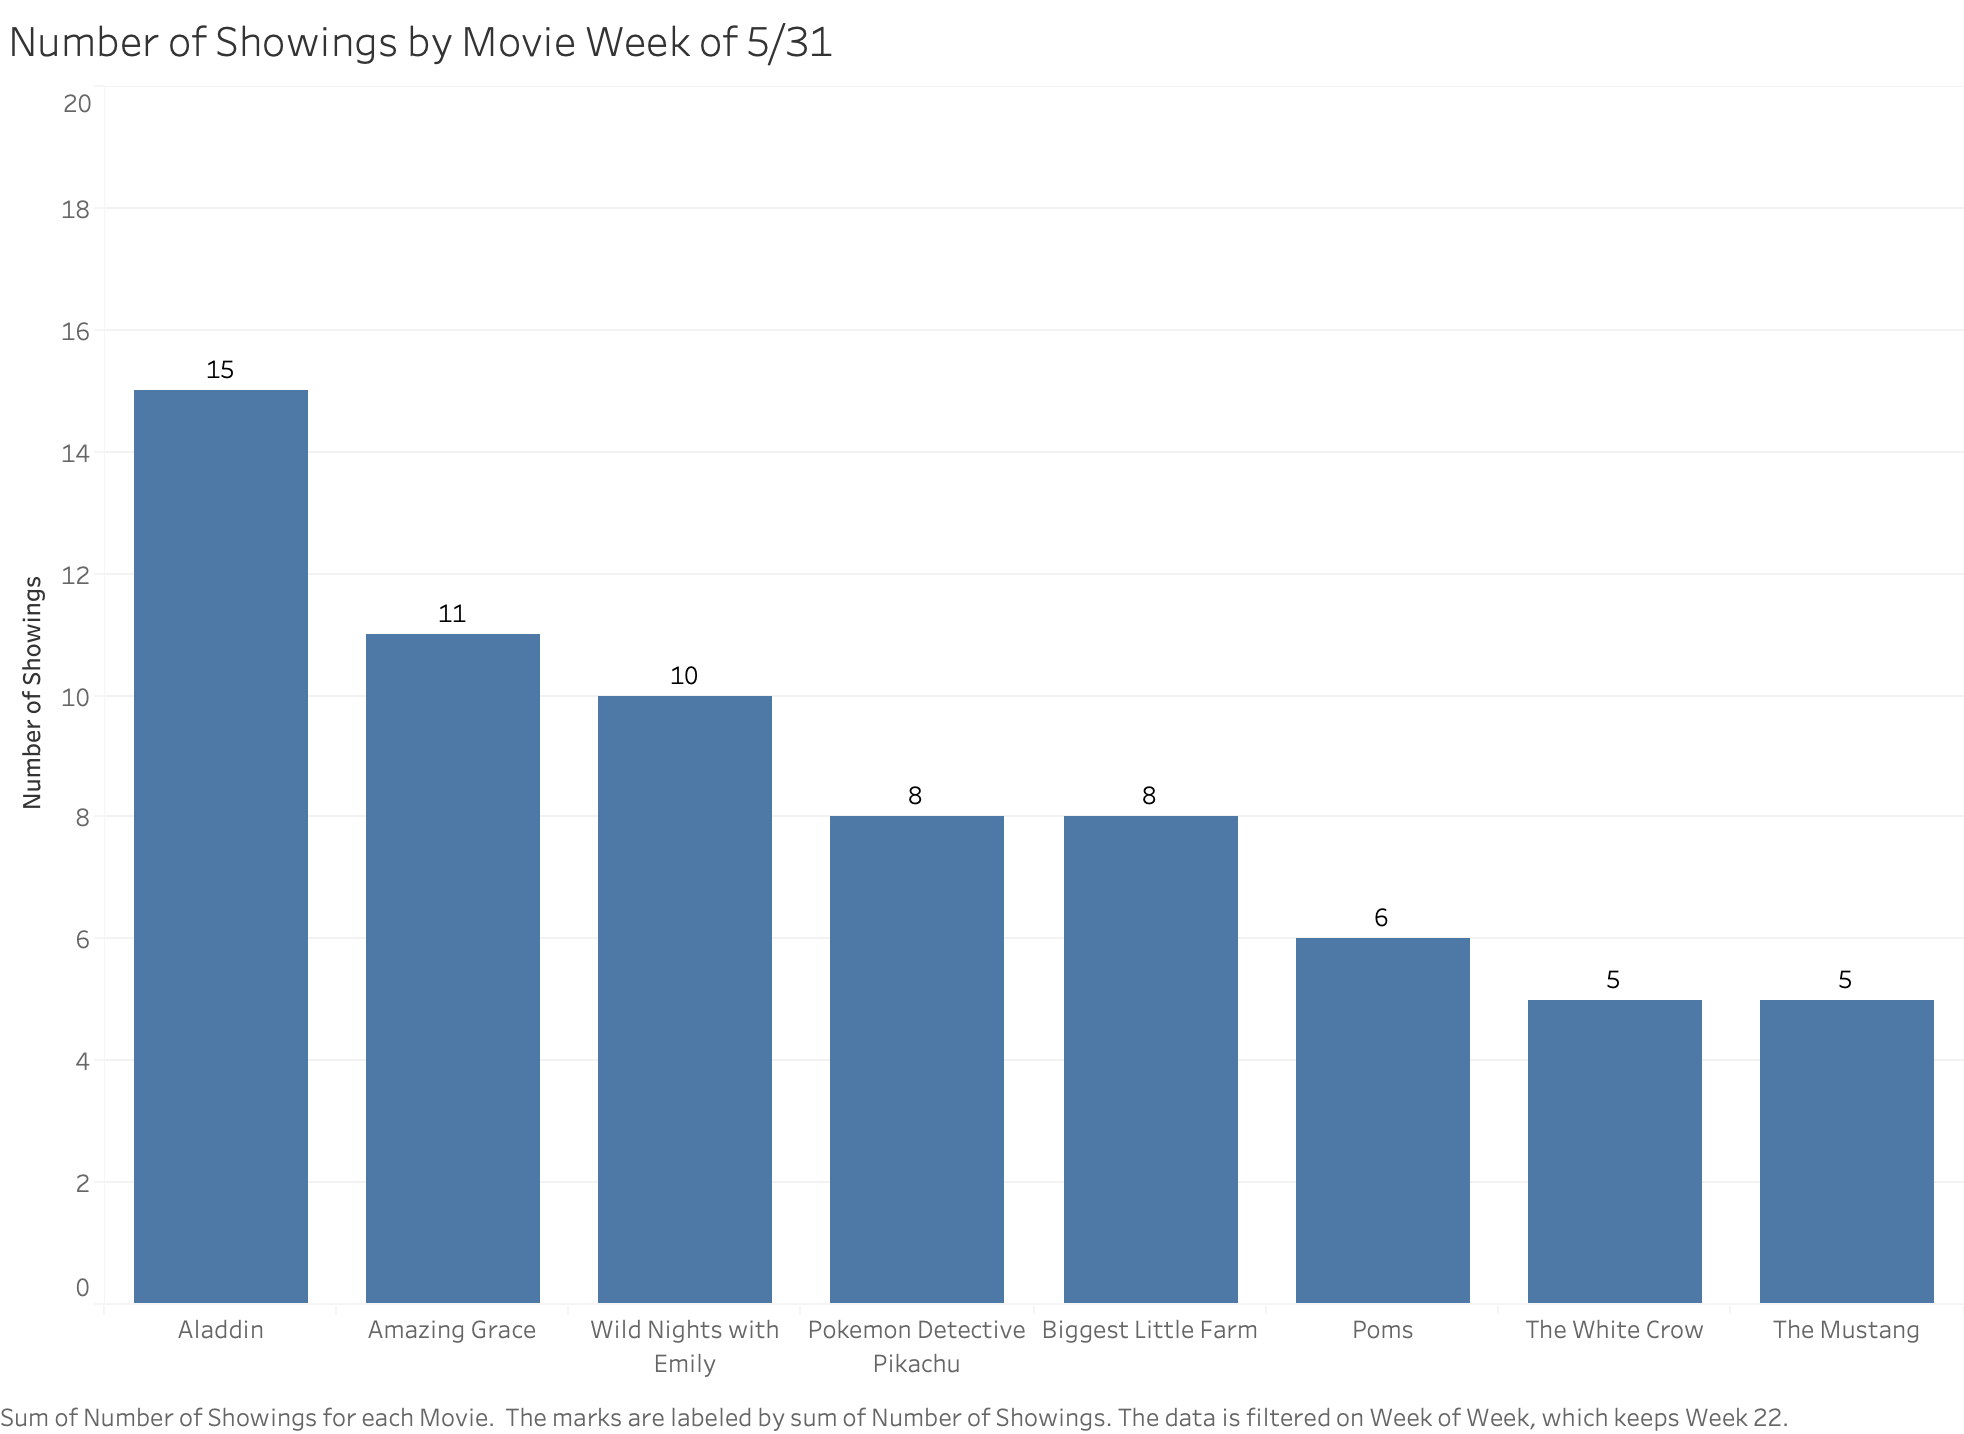 Number of Showings by Movie Week of 5/31
20
18
16
14
12
10
8
6
4
2
0
Number of Showings
15
11
10
8
8
6
5
5
Aladdin
Amazing Grace
Wild Nights with
Emily
Pokemon Detective
Pikachu
Biggest Little Farm
Poms
The White Crow
The Mustang
Sum of Number of Showings for each Movie.  The marks are labeled by sum of Number of Showings. The data is filtered on Week of Week, which keeps Week 22.